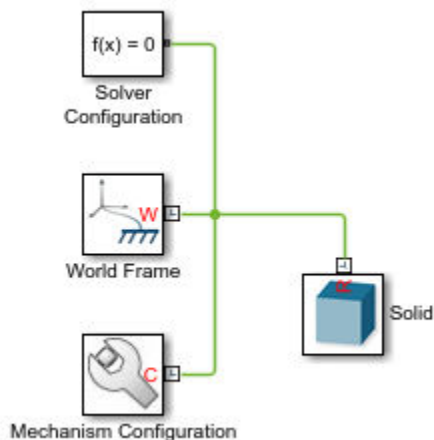 f(x) = 0
Solver
Configuration
W
World Frame
R
Solid
C
Mechanism Configuration